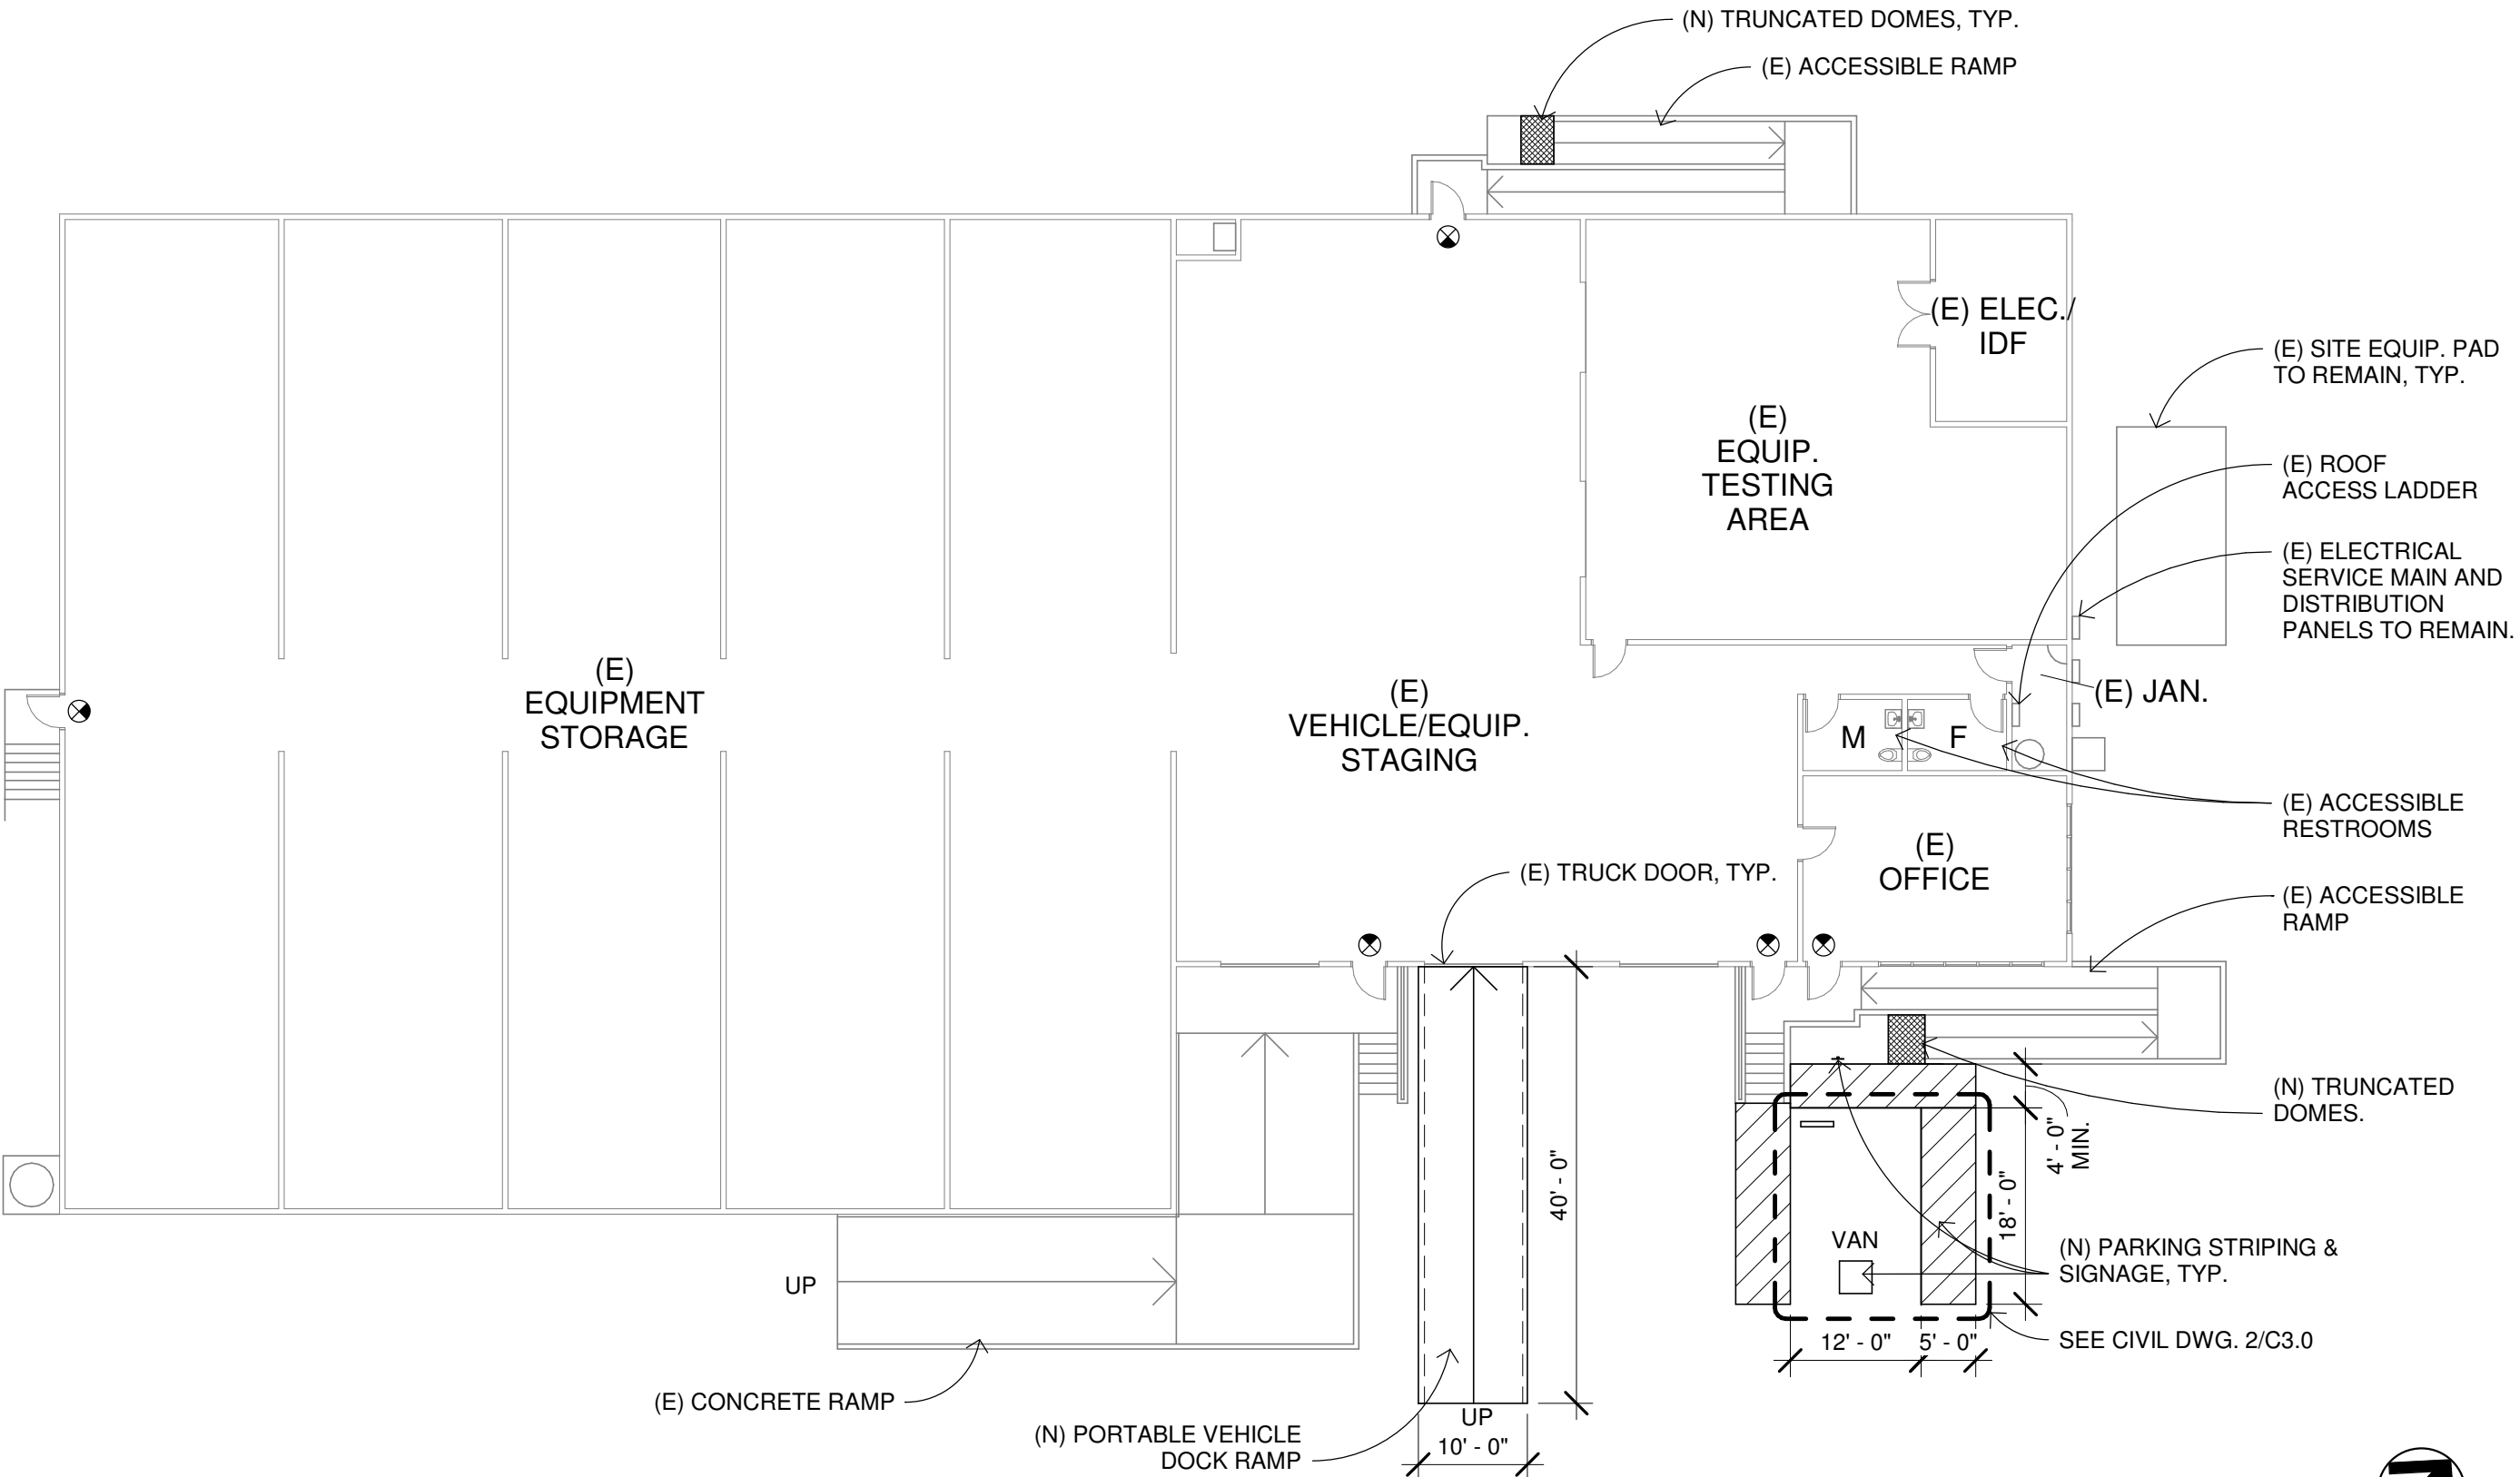 (N) TRUNCATED DOMES, TYP.
(E) ACCESSIBLE RAMP
(E) ELEC./
IDF
(E) SITE EQUIP. PAD
TO REMAIN, TYP.
(E)
EQUIP.
TESTING
AREA
(E) ROOF
ACCESS LADDER
(E) ELECTRICAL
SERVICE MAIN AND
DISTRIBUTION
PANELS TO REMAIN.
(E)
EQUIPMENT
STORAGE
(E)
VEHICLE/EQUIP.
STAGING
(E) JAN.
M
F
(E) ACCESSIBLE
RESTROOMS
(E) TRUCK DOOR, TYP.
(E)
OFFICE
(E) ACCESSIBLE
RAMP
(N) TRUNCATED
DOMES.
4' - 0"
MIN.
40' - 0"
18' - 0"
VAN
(N) PARKING STRIPING &
SIGNAGE, TYP.
UP
12' - 0"
5' - 0"
SEE CIVIL DWG. 2/C3.0
(E) CONCRETE RAMP
UP
(N) PORTABLE VEHICLE
DOCK RAMP
10' - 0"